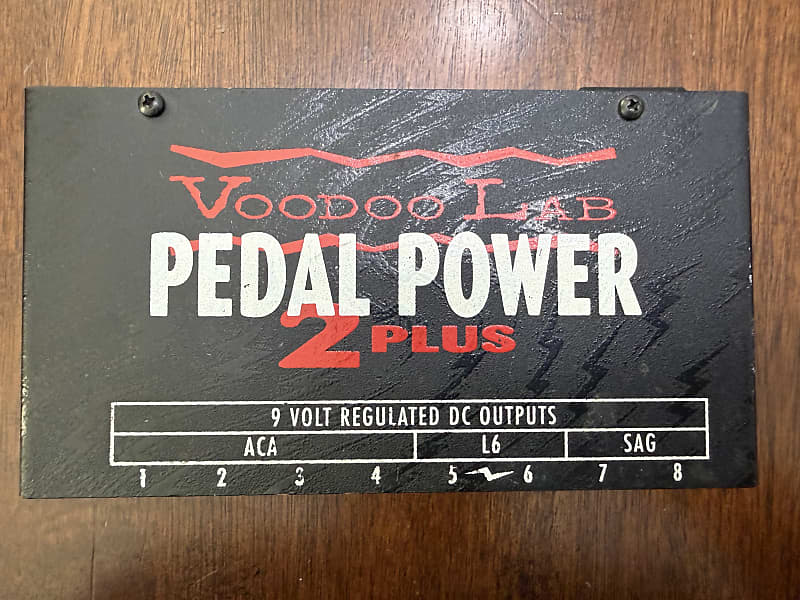 VOODOO LAB
PEDAL POWER
2 PLUS
9 VOLT REGULATED DC OUTPUTS
ACA L6 SAG
1 2 3 4 5 6 7 8